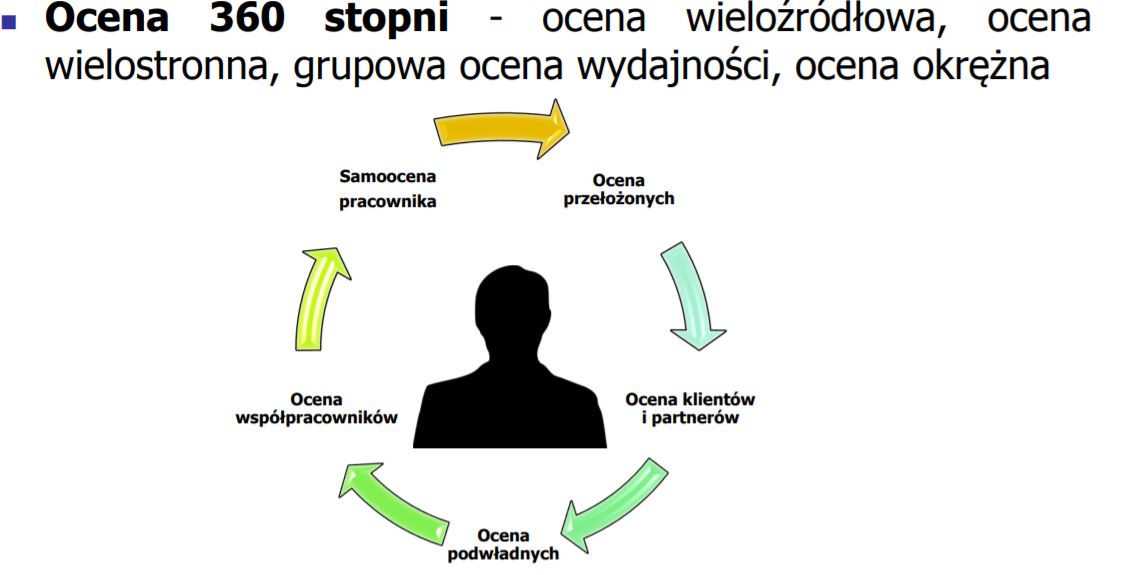 Ocena 360 stopni - ocena wieloźródłowa, ocena
wielostronna, grupowa ocena wydajności, ocena okrężna
Samoocena
pracownika
Ocena
przełożonych
Ocena klientów
i partnerów
Ocena
podwładnych
Ocena
współpracowników